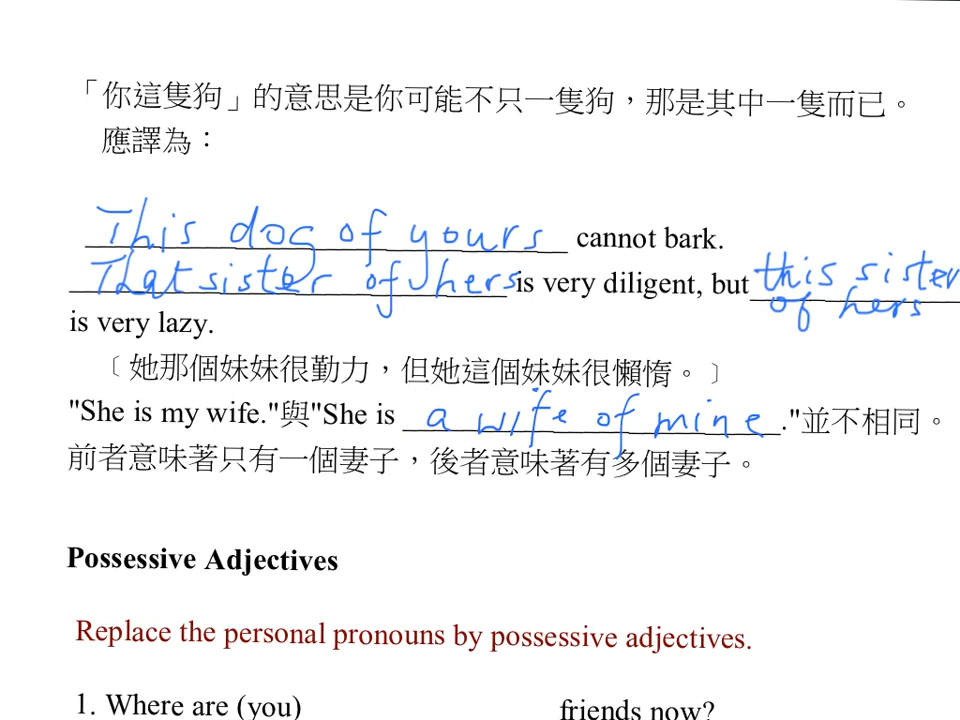 「你這隻狗」的意思是你可能不只一隻狗，那是其中一隻而已。
應譯為：
This dog of yours cannot bark.
That sister of hers is very diligent, but this sister
of hers
is very lazy.
〔她那個妹妹很勤力，但她這個妹妹很懶惰。〕
"She is my wife."與"She is a wife of mine."並不相同。
前者意味著只有一個妻子，後者意味著有多個妻子。
Possessive Adjectives
Replace the personal pronouns by possessive adjectives.
1. Where are (you) friends now?